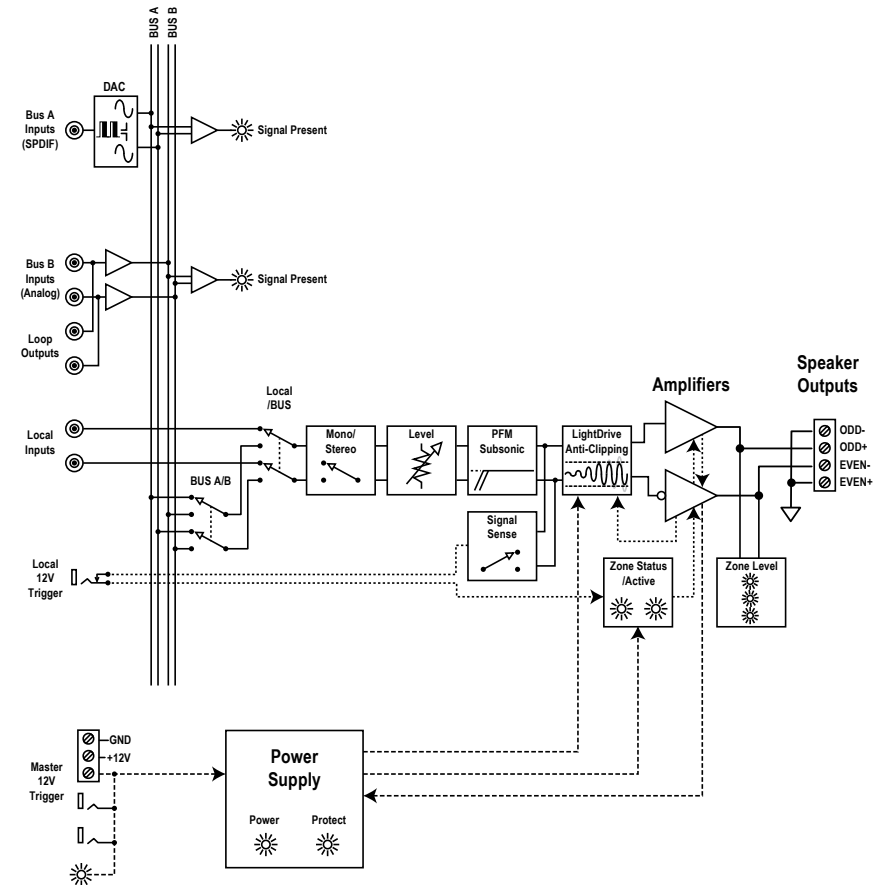 BUS A
BUS B
DAC
Bus A
Inputs
(SPDIF)
Signal Present
Bus B
Inputs
(Analog)
Signal Present
Loop
Outputs
Local
/BUS
Amplifiers
Speaker
Outputs
Local
Inputs
BUS A/B
Mono/
Stereo
Level
PFM
Subsonic
LightDrive
Anti-Clipping
ODD-
ODD+
EVEN-
EVEN+
Signal
Sense
Local
12V
Trigger
Zone Status
/Active
Zone Level
Master
12V
Trigger
GND
+12V
Power
Supply
Power
Protect